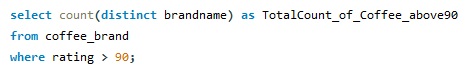 select count(distinct brandname) as TotalCount_of_Coffee_above90
from coffee_brand
where rating > 90;